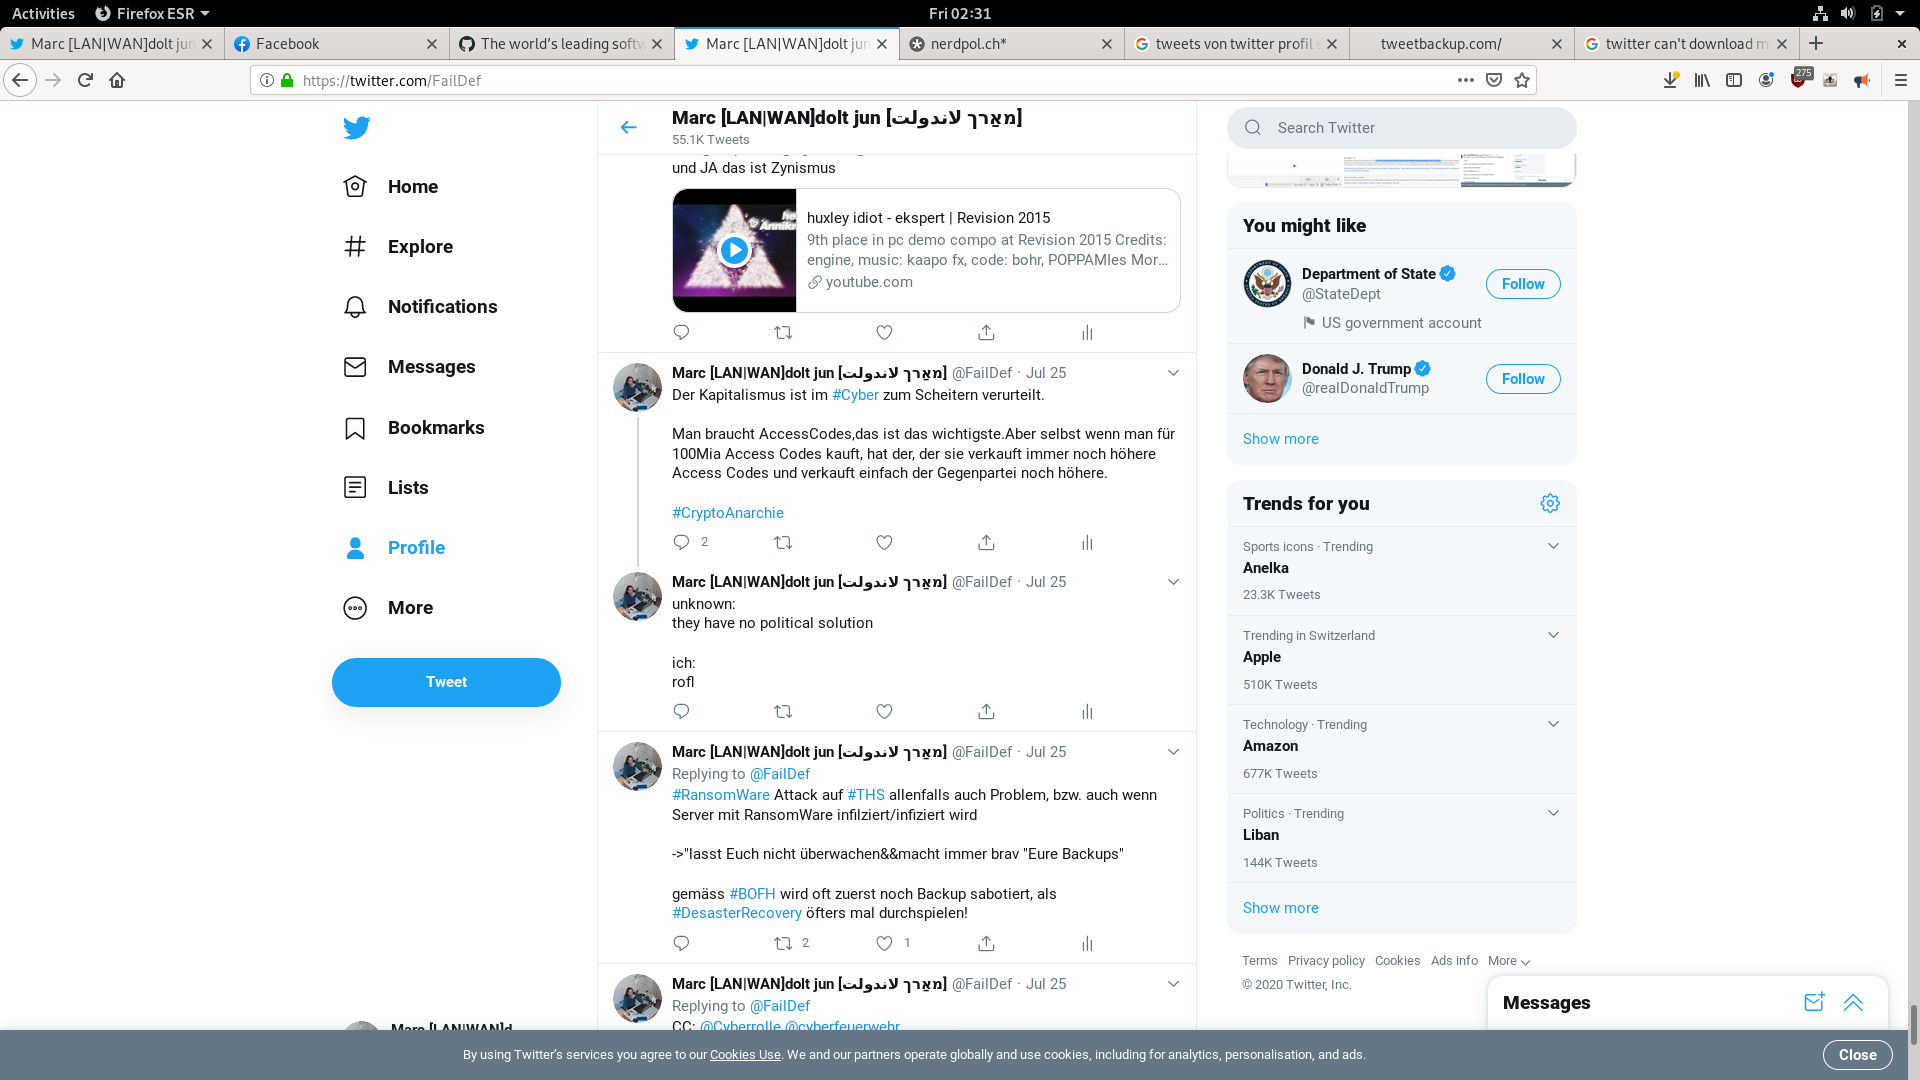 Activities
Firefox ESR
Fri 02:31
Marc [LAN|WAN]dolt jun
Facebook
The world's leading softw
Marc [LAN|WAN]dolt jun
nerdpol.ch*
tweets von twitter profil s
tweetbackup.com/
twitter can't download m
https://twitter.com/FailDef
275
Home
Explore
Notifications
Messages
Bookmarks
Lists
Profile
More
Tweet
Marc [LAN|WAN]dolt jun [מאַרך לאנדולת]
55.1K Tweets
und JA das ist Zynismus
huxley idiot - ekspert | Revision 2015
9th place in pc demo compo at Revision 2015 Credits:
engine, music: kaapo fx, code: bohr, POPPAMIes Mor...
youtube.com
Marc [LAN|WAN]dolt jun [מאַרך לאנדולת] @FailDef · Jul 25
Der Kapitalismus ist im #Cyber zum Scheitern verurteilt.
Man braucht AccessCodes,das ist das wichtigste.Aber selbst wenn man für
100Mia Access Codes kauft, hat der, der sie verkauft immer noch höhere
Access Codes und verkauft einfach der Gegenpartei noch höhere.
#CryptoAnarchie
2
Marc [LAN|WAN]dolt jun [מאַרך לאנדולת] @FailDef · Jul 25
unknown:
they have no political solution
ich:
rofl
Marc [LAN|WAN]dolt jun [מאַרך לאנדולת] @FailDef · Jul 25
Replying to @FailDef
#RansomWare Attack auf #THS allenfalls auch Problem, bzw. auch wenn
Server mit RansomWare infilziert/infiziert wird
->"lasst Euch nicht überwachen&&macht immer brav "Eure Backups"
gemäss #BOFH wird oft zuerst noch Backup sabotiert, als
#DesasterRecovery öfters mal durchspielen!
2 1
Marc [LAN|WAN]dolt jun [מאַרך לאנדולת] @FailDef · Jul 25
Replying to @FailDef
CC: @Cyberrolle @cyberfeuerwehr
Search Twitter
You might like
Department of State
@StateDept
US government account
Follow
Donald J. Trump
@realDonaldTrump
Follow
Show more
Trends for you
Sports icons · Trending
Anelka
23.3K Tweets
Trending in Switzerland
Apple
510K Tweets
Technology · Trending
Amazon
677K Tweets
Politics · Trending
Liban
144K Tweets
Show more
Terms Privacy policy Cookies Ads info More
© 2020 Twitter, Inc.
Messages
Marc [LAN|WAN]d
By using Twitter's services you agree to our Cookies Use. We and our partners operate globally and use cookies, including for analytics, personalisation, and ads.
Close